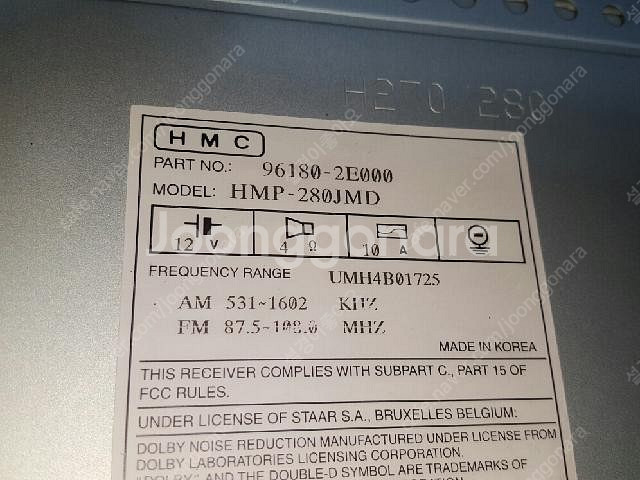 H270 280
HMC
PART NO.: 96180-2E000
MODEL: HMP-280JMD
12 V 4 Ω 10 A
FREQUENCY RANGE UMH4B01725
AM 531~1602 KHZ
FM 87.5~108.0 MHZ
MADE IN KOREA
THIS RECEIVER COMPLIES WITH SUBPART C., PART 15 OF
FCC RULES.
UNDER LICENSE OF STAAR S.A., BRUXELLES BELGIUM:
DOLBY NOISE REDUCTION MANUFACTURED UNDER LICENSE FROM
DOLBY LABORATORIES LICENSING CORPORATION.
"DOLBY" AND THE DOUBLE-D SYMBOL ARE TRADEMARKS OF
Joonggonara